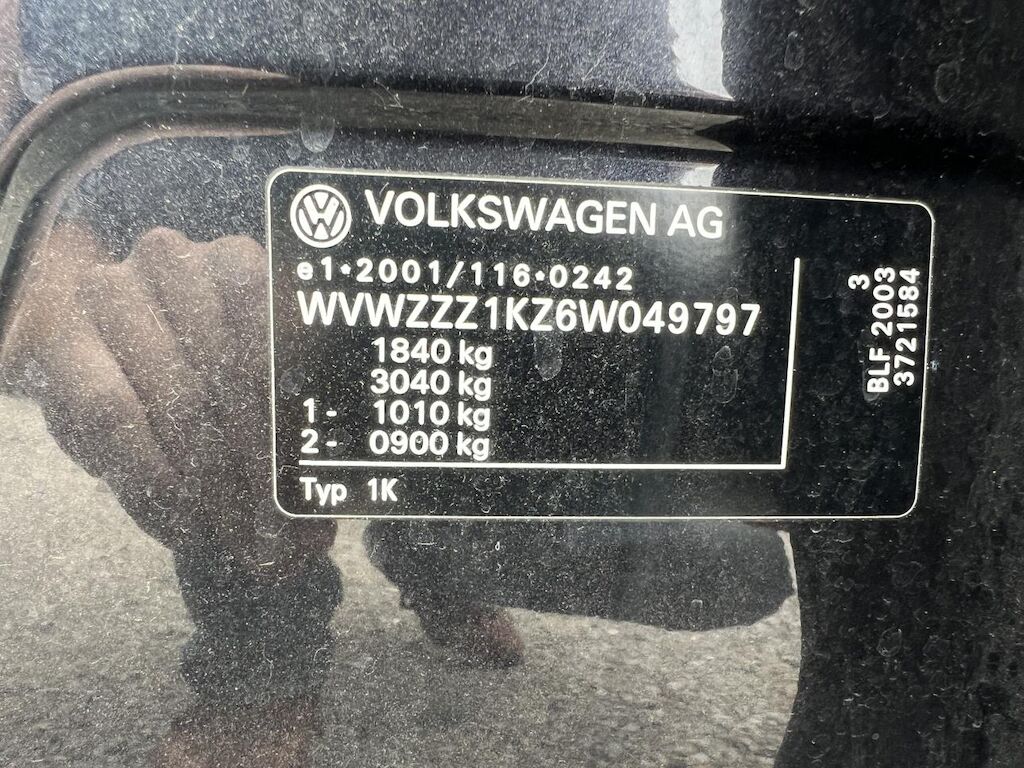 VOLKSWAGEN AG
e1*2001/116*0242
WVWZZZ1KZ6W049797
1840 kg
3040 kg
1- 1010 kg
2- 0900 kg
Typ 1K
3
BLF 2003
3721584